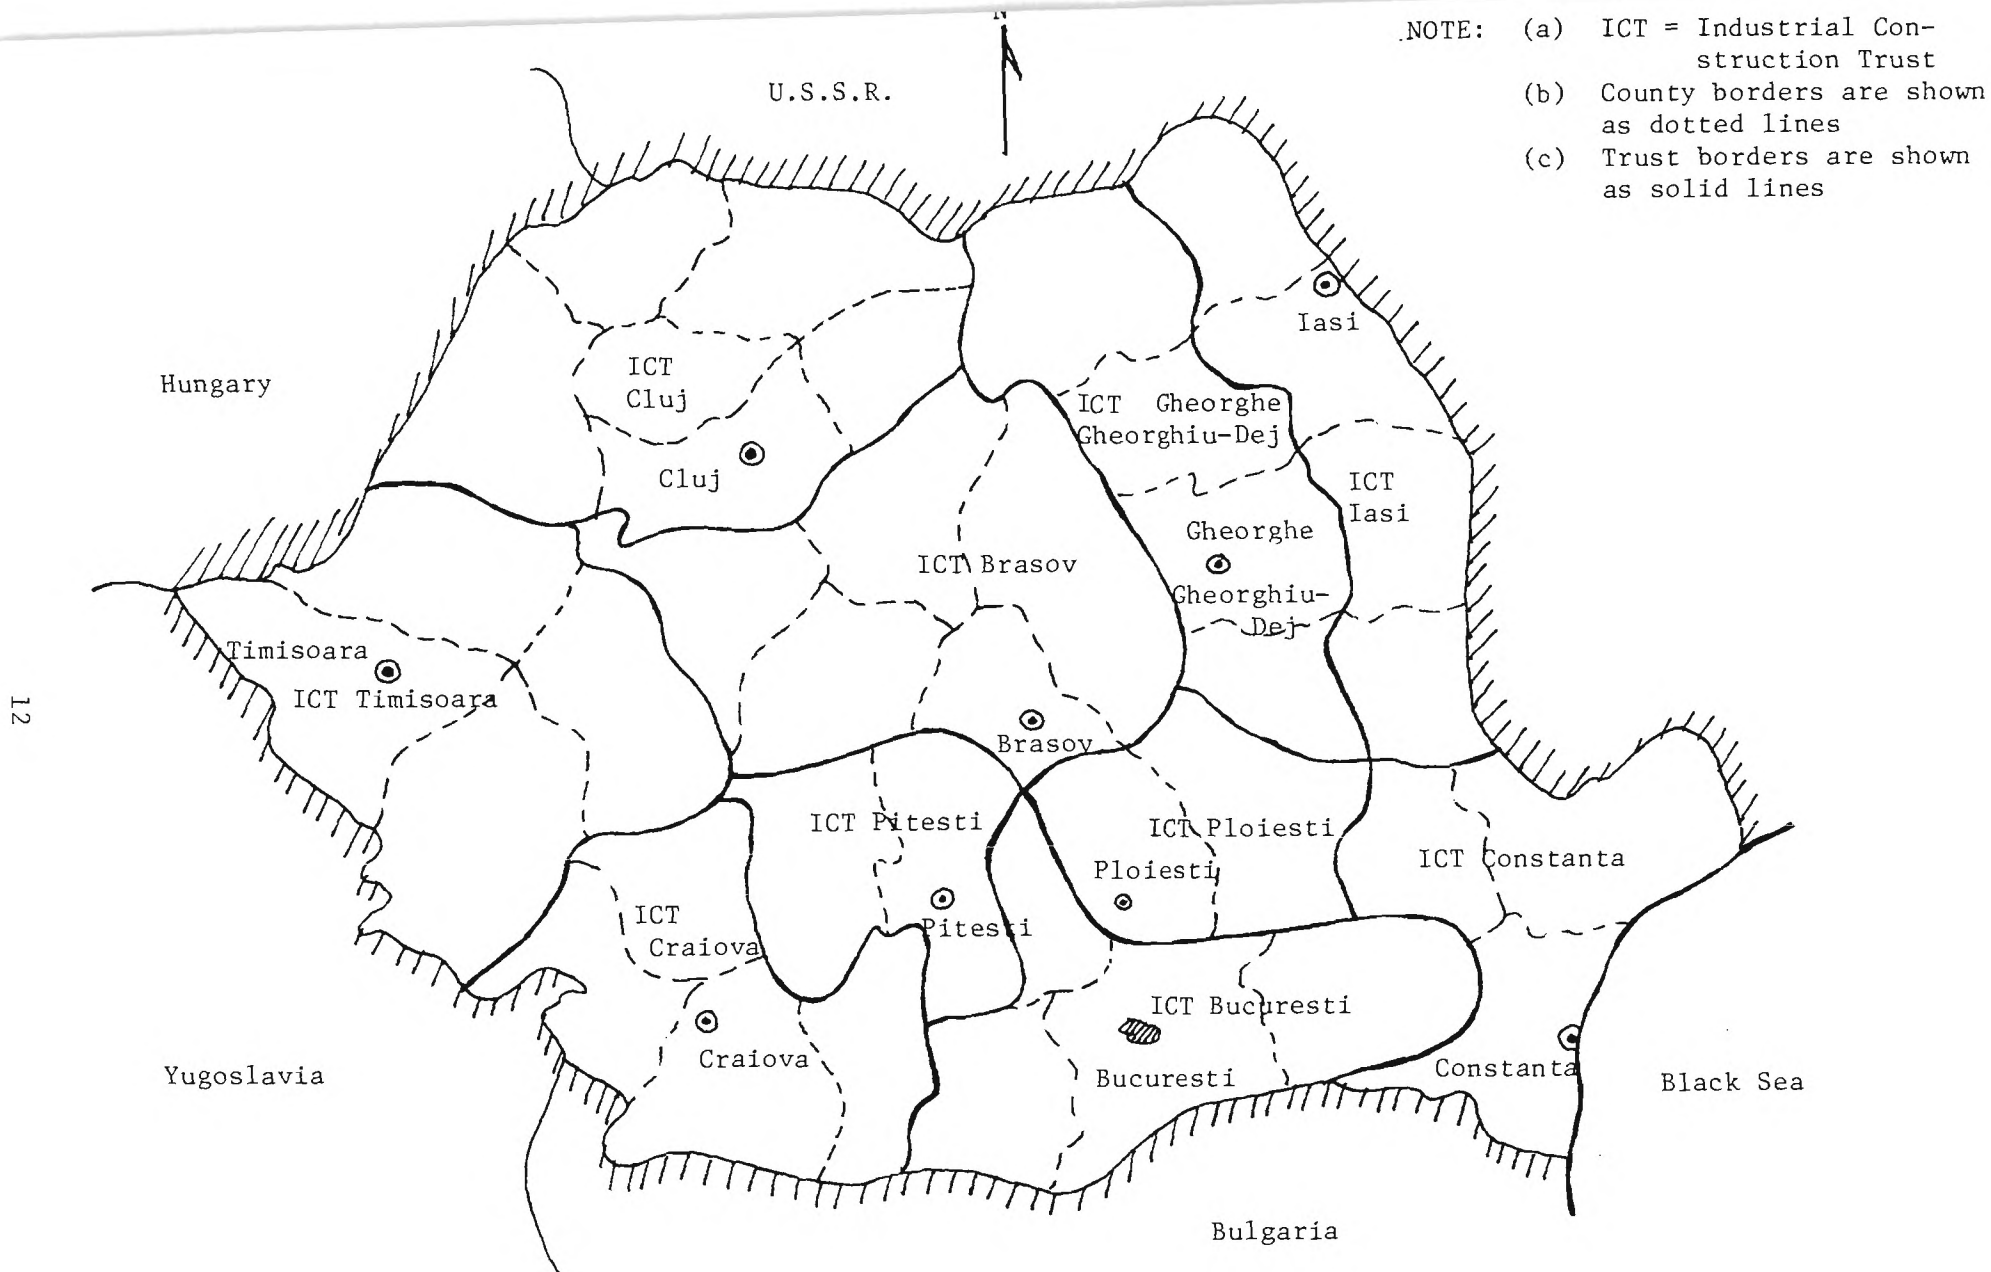 N
U.S.S.R.
.NOTE: (a) ICT = Industrial Con-
struction Trust
(b) County borders are shown
as dotted lines
(c) Trust borders are shown
as solid lines
Iasi
Hungary
ICT
Cluj
Cluj
ICT Gheorghe
Gheorghiu-Dej
ICT
Iasi
Gheorghe
Gheorghiu-
Dej
ICT Brasov
Timisoara
ICT Timisoara
12
Brasov
ICT Pitesti
Pitesti
ICT Ploiesti
Ploiesti
ICT Constanta
ICT
Craiova
Craiova
ICT Bucuresti
Bucuresti
Constanta
Yugoslavia
Black Sea
Bulgaria